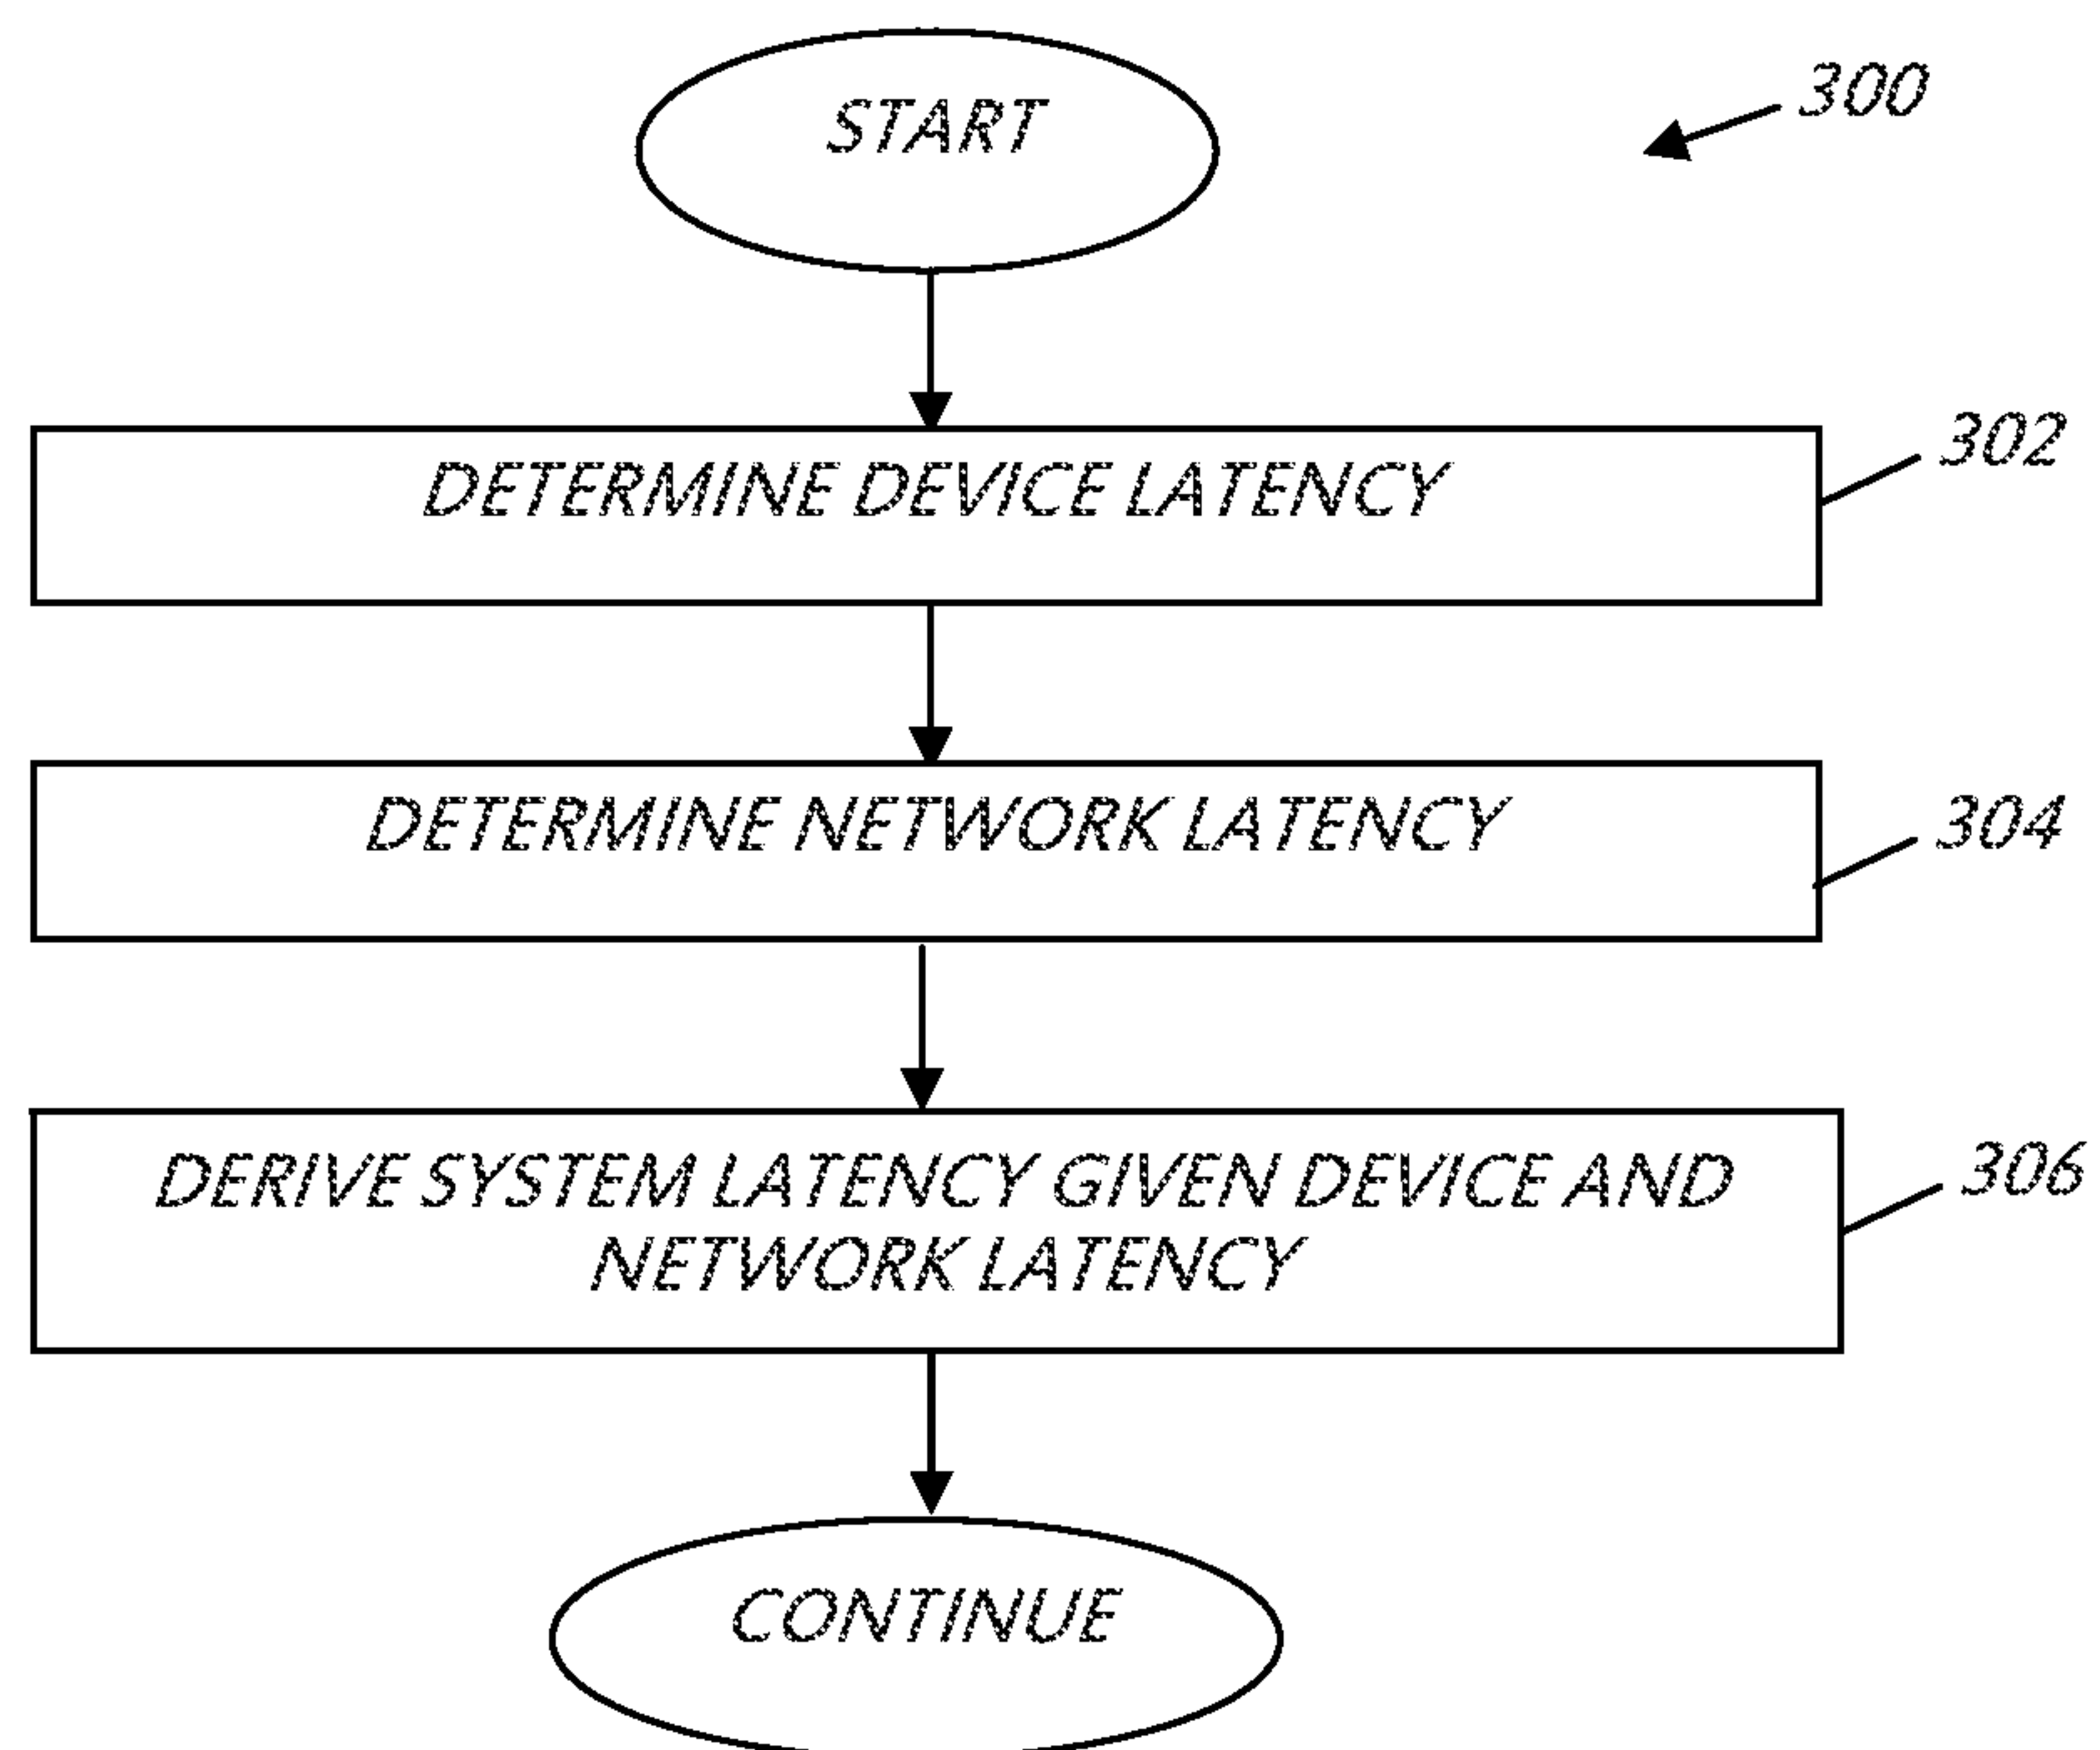 START
300
302
DETERMINE DEVICE LATENCY
304
DETERMINE NETWORK LATENCY
306
DERIVE SYSTEM LATENCY GIVEN DEVICE AND
NETWORK LATENCY
CONTINUE